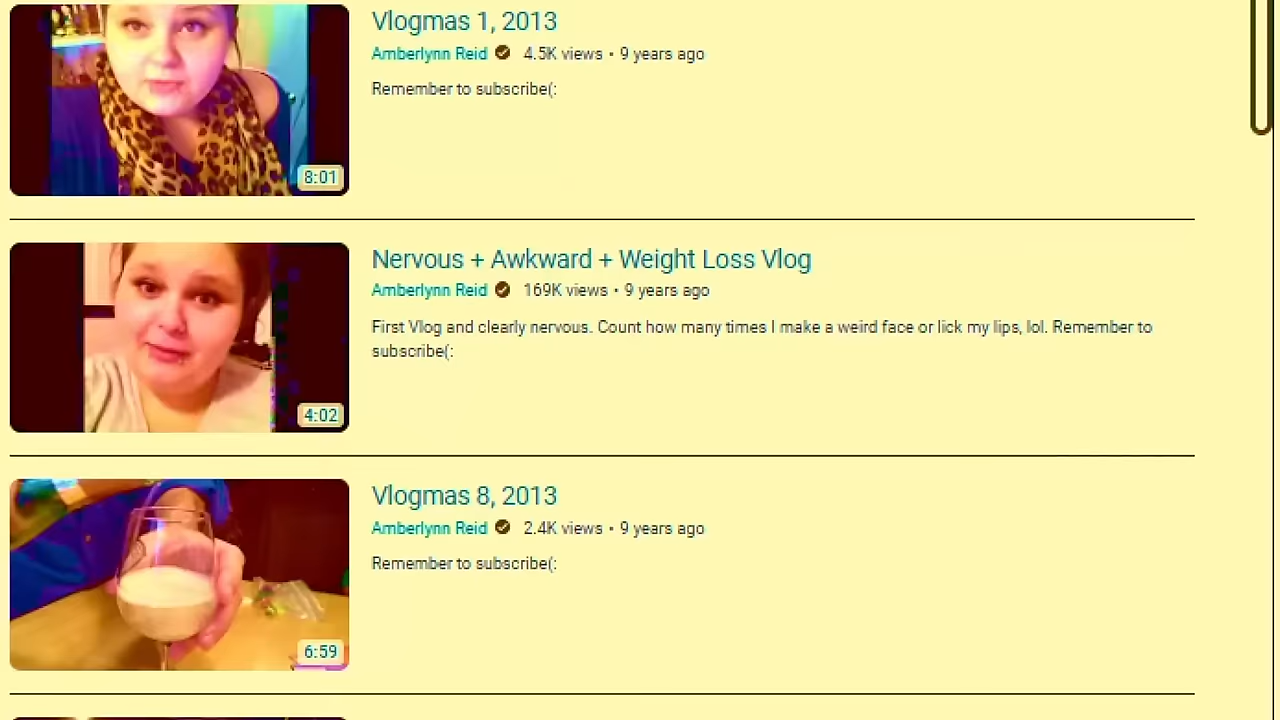 Vlogmas 1, 2013
Amberlynn Reid 4.5K views • 9 years ago
Remember to subscribe(:
8:01
Nervous + Awkward + Weight Loss Vlog
Amberlynn Reid 169K views • 9 years ago
First Vlog and clearly nervous. Count how many times I make a weird face or lick my lips, lol. Remember to
subscribe(:
4:02
Vlogmas 8, 2013
Amberlynn Reid 2.4K views • 9 years ago
Remember to subscribe(:
6:59